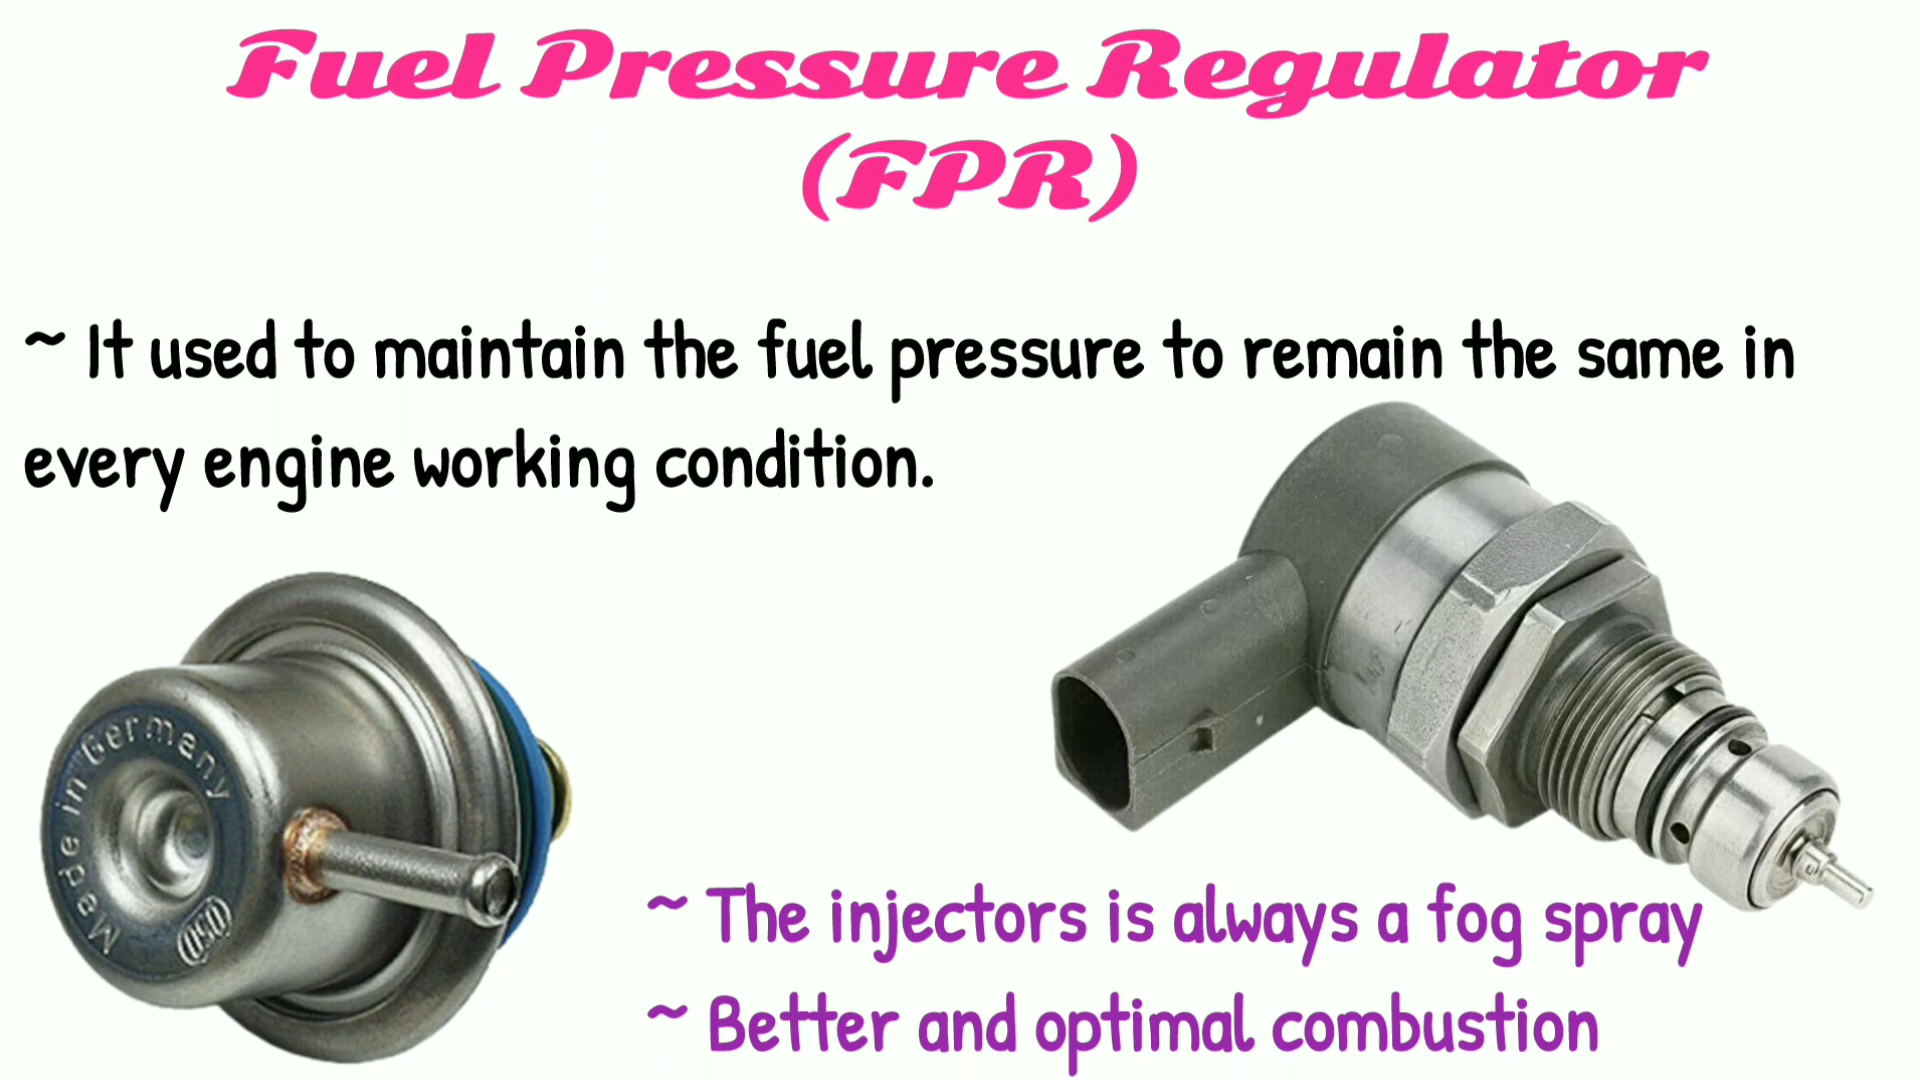 Fuel Pressure Regulator
(FPR)
~ It used to maintain the fuel pressure to remain the same in
every engine working condition.
Made in Germany
~ The injectors is always a fog spray
~ Better and optimal combustion